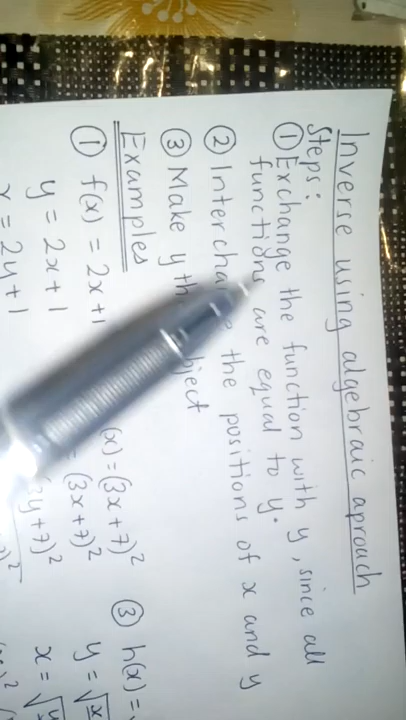 Inverse using algebraic aproach
Steps:
① Exchange the function with y, since all
functions are equal to y.
② the positions of x and y
③ Make y
Examples
① f(x) = 2x + 1
y = 2x + 1
x = 2y + 1
(x) = (3x + 7)²
= (3x + 7)²
y + 7)²
③ h(x) =
y = √x
x = √y